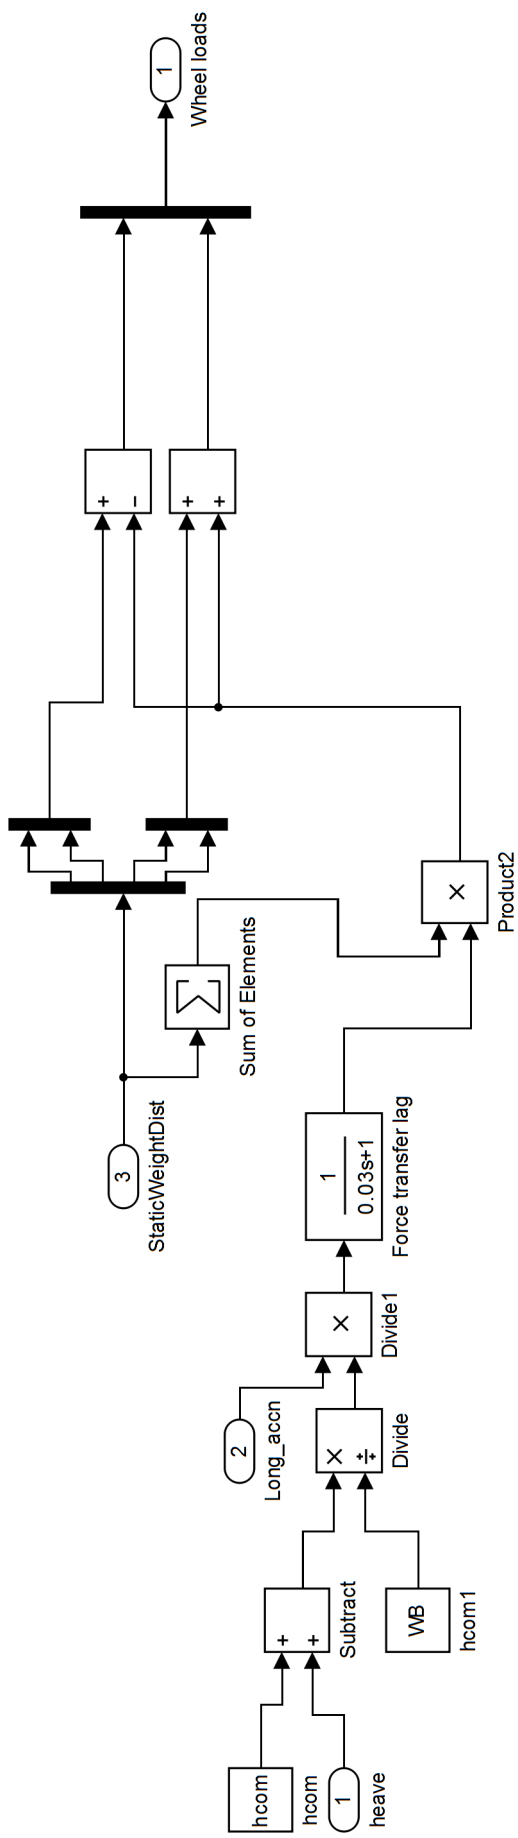 hcom
hcom
1
heave
+
+
Subtract
WB
hcom1
2
Long_accn
×
÷
Divide
×
Divide1
1
0.03s+1
Force transfer lag
3
StaticWeightDist
Sum of Elements
×
Product2
+
−
+
+
1
Wheel loads